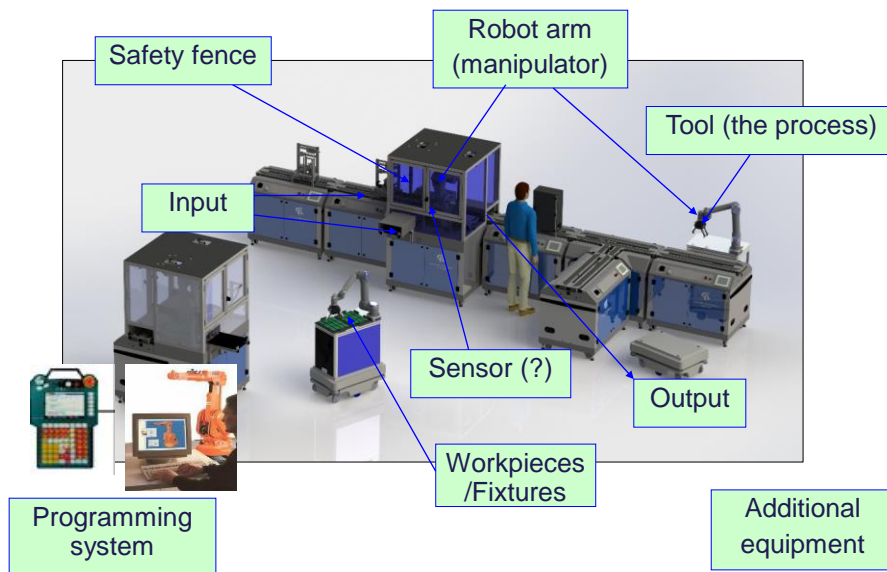 Safety fence
Robot arm
(manipulator)
Tool (the process)
Input
Sensor (?)
Output
Workpieces
/Fixtures
Programming
system
Additional
equipment